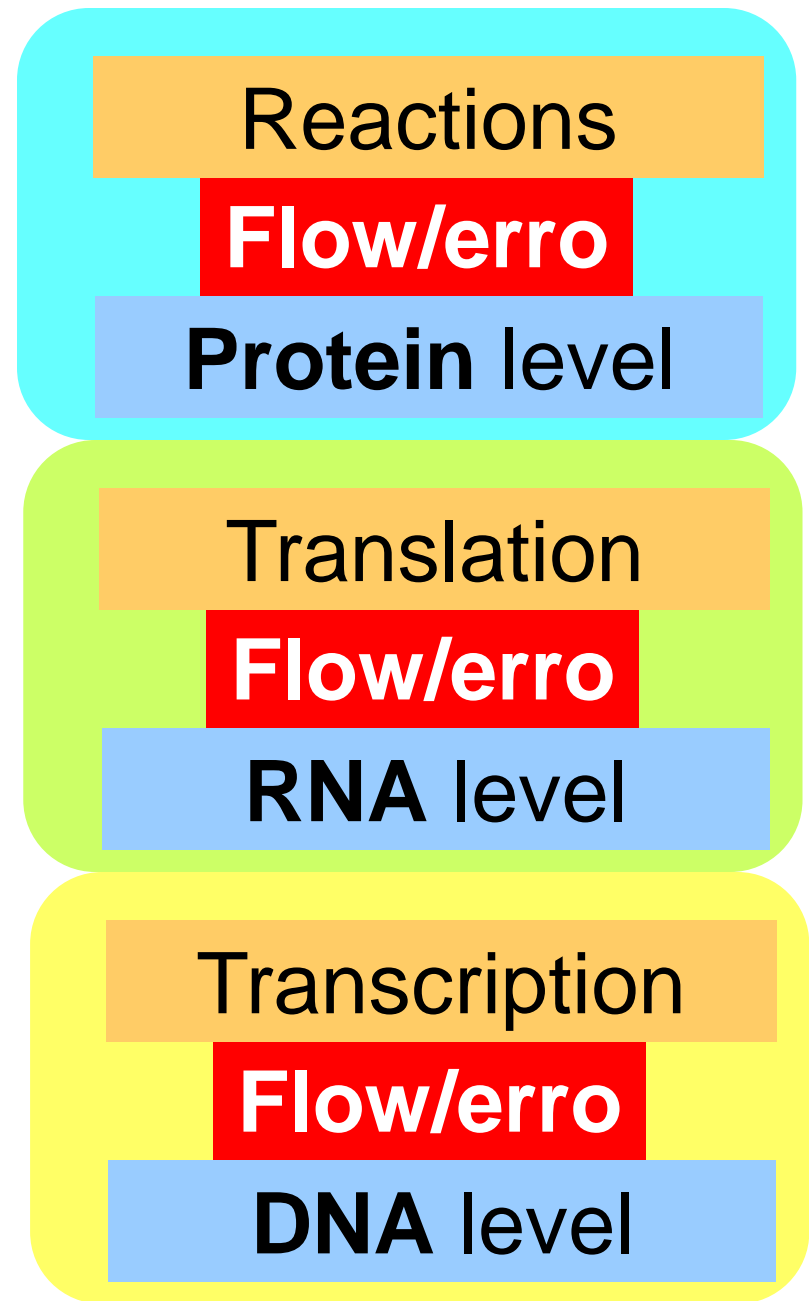 Reactions
Flow/erro
Protein level
Translation
Flow/erro
RNA level
Transcription
Flow/erro
DNA level